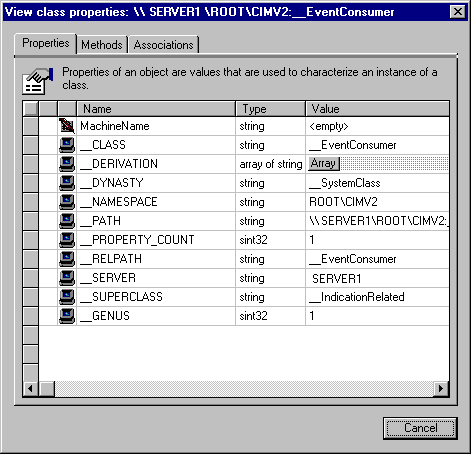 View class properties: \\ SERVER1 \ROOT\CIMV2:__EventConsumer
Properties Methods Associations
Properties of an object are values that are used to characterize an instance of a
class.
Name Type Value
MachineName string <empty>
__CLASS string __EventConsumer
__DERIVATION array of string Array
__DYNASTY string __SystemClass
__NAMESPACE string ROOT\CIMV2
__PATH string \\SERVER1\ROOT\CIMV2:_
__PROPERTY_COUNT sint32 1
__RELPATH string __EventConsumer
__SERVER string SERVER1
__SUPERCLASS string __IndicationRelated
__GENUS sint32 1
Cancel